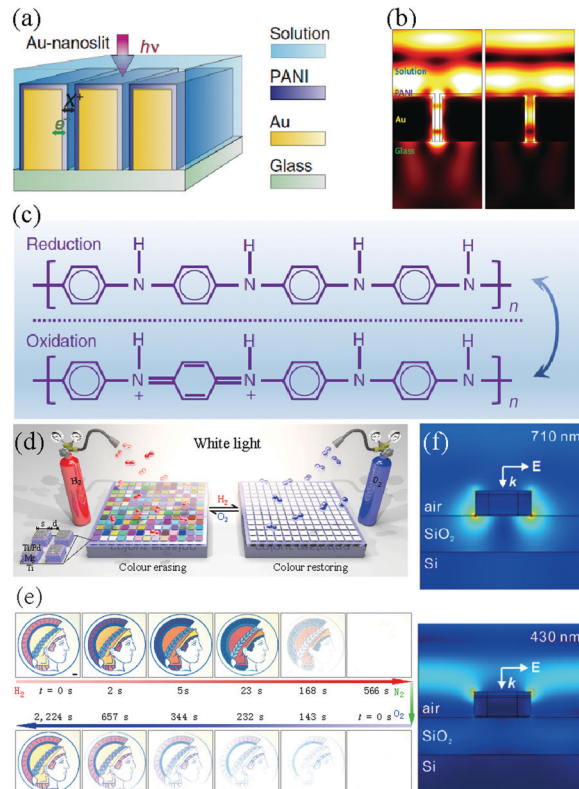 (a)
Au-nanoslit
hν
X+
e-
Solution
PANI
Au
Glass
(b)
Solution
PANI
Au
Glass
(c)
Reduction
H H H H
N N N N
n
Oxidation
H H H H
N N N N
+ +
n
(d)
White light
H2
O2
H2
O2
s d
Ti/Pd
Mg
Ti
Colour erasing
Colour restoring
(e)
H2 t = 0 s 2 s 5s 23 s 168 s 566 s N2
2,224 s 657 s 344 s 232 s 143 s t = 0 s O2
(f)
710 nm
E
k
air
SiO2
Si
430 nm
E
k
air
SiO2
Si